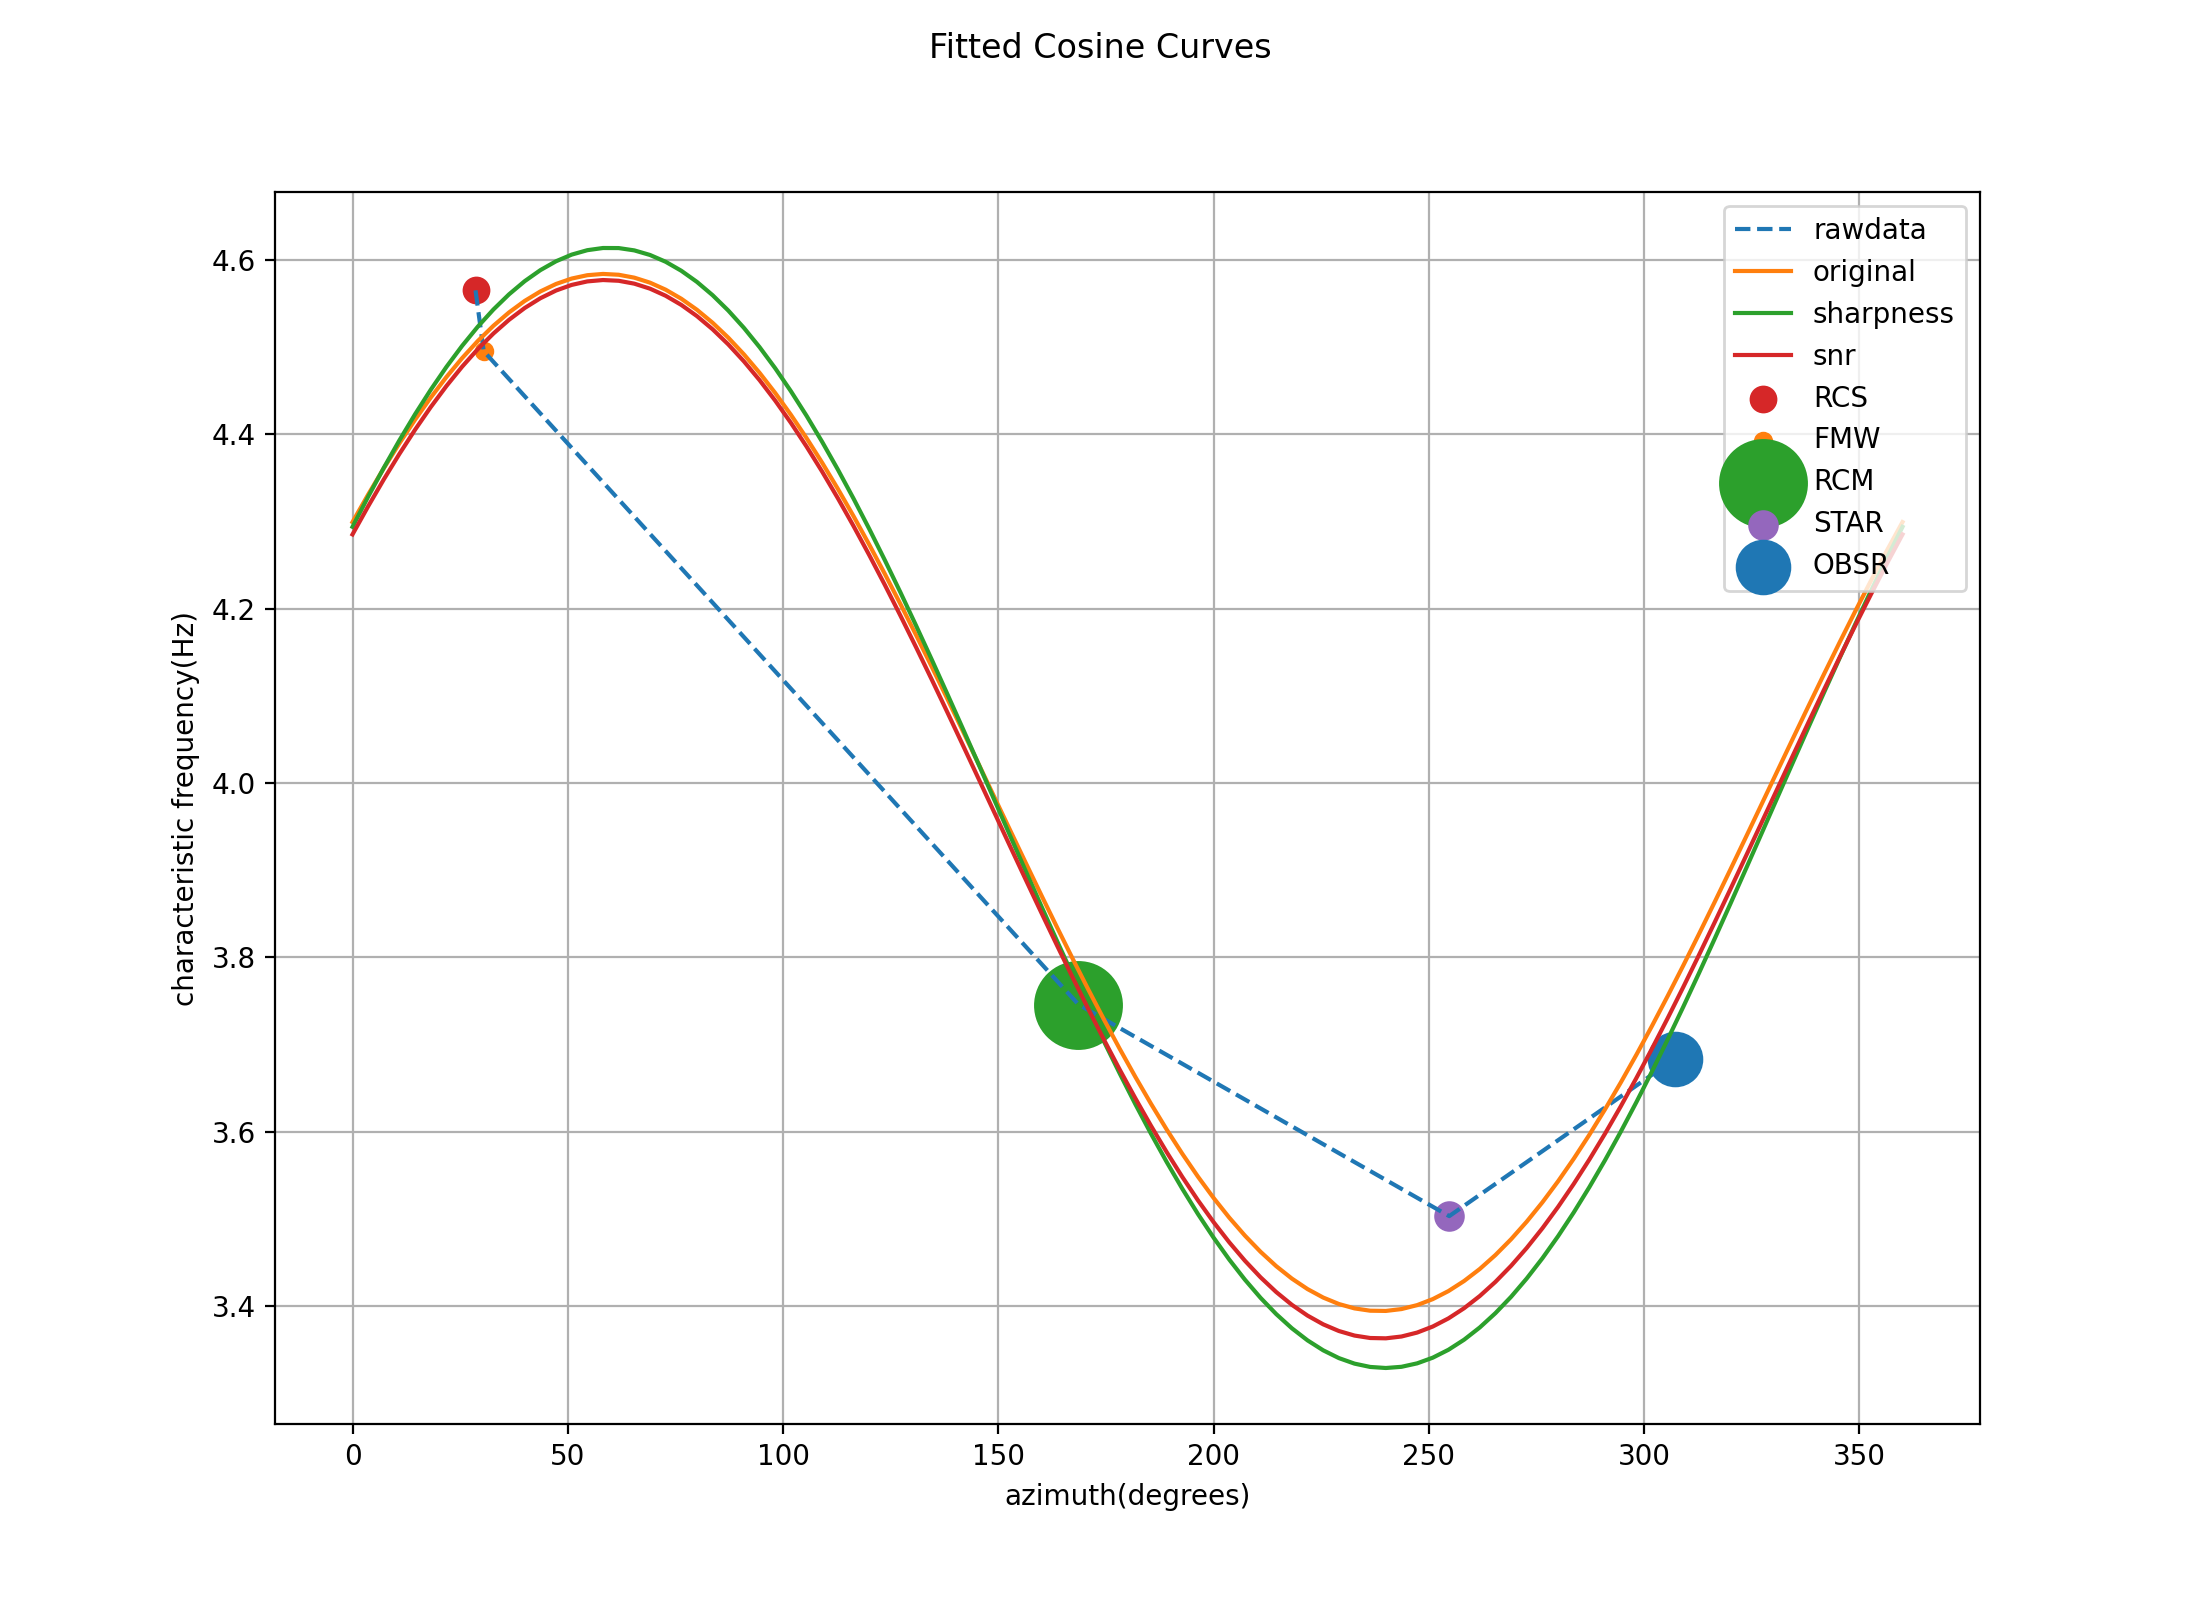 Fitted Cosine Curves
rawdata
original
sharpness
snr
RCS
FMW
RCM
STAR
OBSR
4.6
4.4
4.2
4.0
3.8
3.6
3.4
characteristic frequency(Hz)
0 50 100 150 200 250 300 350
azimuth(degrees)